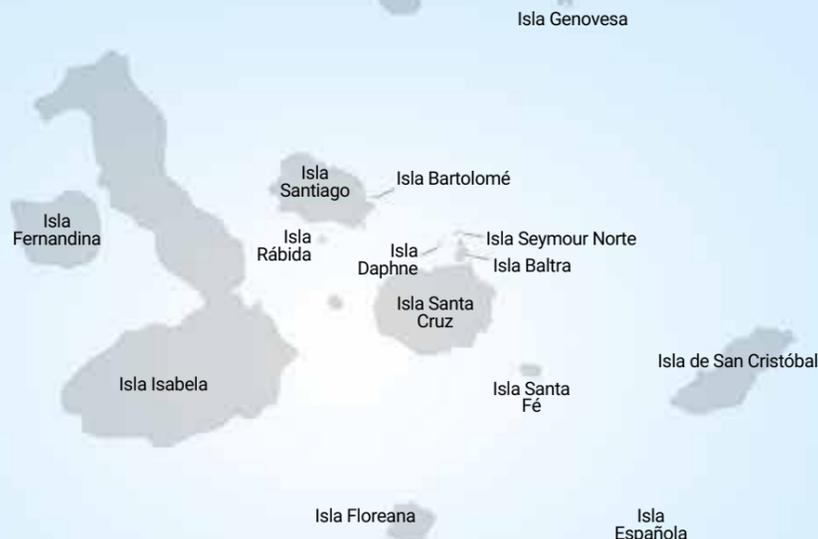 Isla Genovesa
Isla
Santiago
Isla Bartolomé
Isla
Fernandina
Isla
Rábida
Isla
Daphne
Isla Seymour Norte
Isla Baltra
Isla Santa
Cruz
Isla Isabela
Isla de San Cristóbal
Isla Santa
Fé
Isla Floreana
Isla
Española